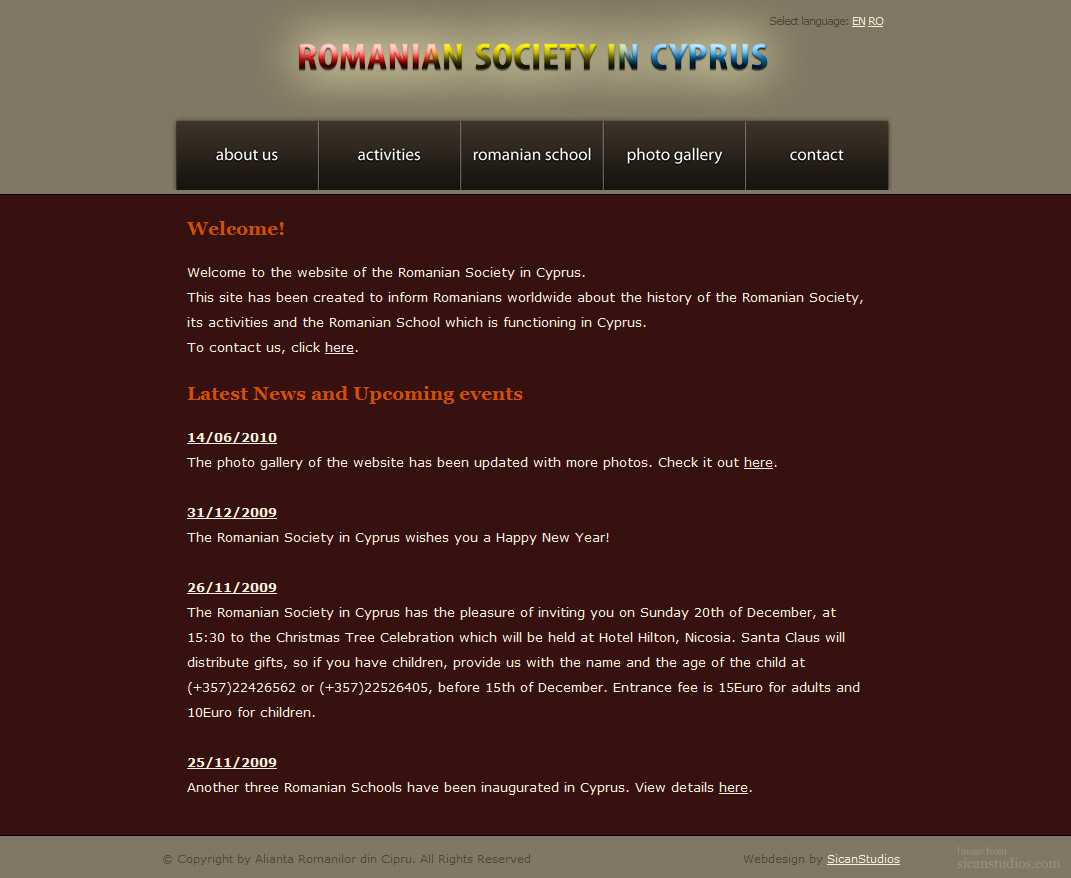 Select language: EN RO
ROMANIAN SOCIETY IN CYPRUS
about us activities romanian school photo gallery contact
Welcome!
Welcome to the website of the Romanian Society in Cyprus.
This site has been created to inform Romanians worldwide about the history of the Romanian Society,
its activities and the Romanian School which is functioning in Cyprus.
To contact us, click here.
Latest News and Upcoming events
14/06/2010
The photo gallery of the website has been updated with more photos. Check it out here.
31/12/2009
The Romanian Society in Cyprus wishes you a Happy New Year!
26/11/2009
The Romanian Society in Cyprus has the pleasure of inviting you on Sunday 20th of December, at
15:30 to the Christmas Tree Celebration which will be held at Hotel Hilton, Nicosia. Santa Claus will
distribute gifts, so if you have children, provide us with the name and the age of the child at
(+357)22426562 or (+357)22526405, before 15th of December. Entrance fee is 15Euro for adults and
10Euro for children.
25/11/2009
Another three Romanian Schools have been inaugurated in Cyprus. View details here.
© Copyright by Alianta Romanilor din Cipru. All Rights Reserved
Webdesign by SicanStudios
Image from
sicanstudios.com